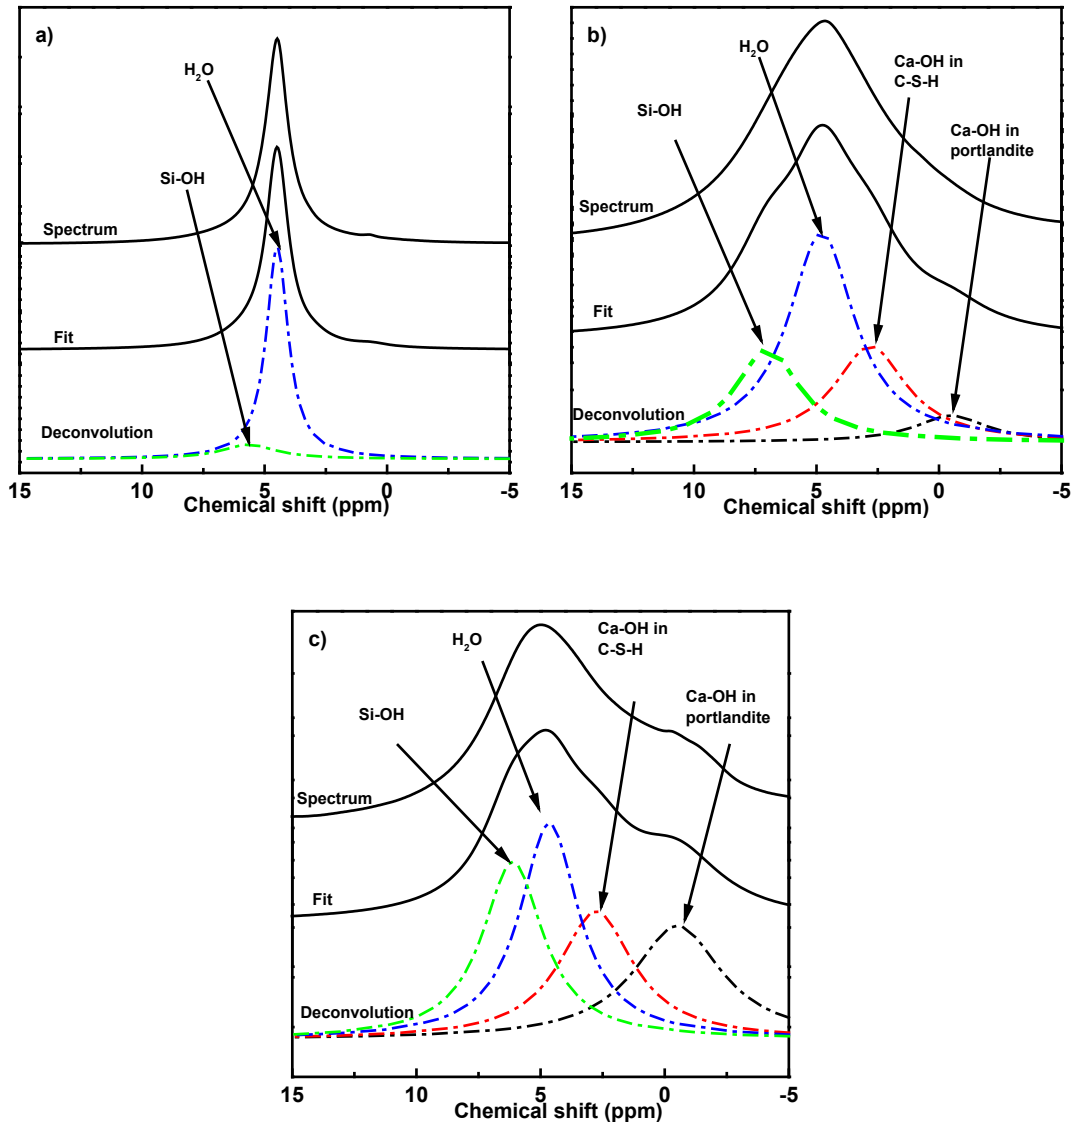 a)
H₂O
Si-OH
Spectrum
Fit
Deconvolution
15 10 5 0 -5
Chemical shift (ppm)
b)
H₂O
Ca-OH in
C-S-H
Si-OH
Ca-OH in
portlandite
Spectrum
Fit
Deconvolution
15 10 5 0 -5
Chemical shift (ppm)
c)
H₂O
Ca-OH in
C-S-H
Si-OH
Ca-OH in
portlandite
Spectrum
Fit
Deconvolution
15 10 5 0 -5
Chemical shift (ppm)